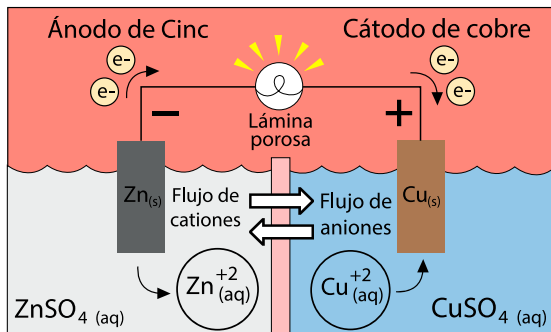 Ánodo de Cinc
Cátodo de cobre
e-
e-
e-
e-
−
+
Lámina
porosa
Zn(s)
Flujo de
cationes
Flujo de
aniones
Cu(s)
Zn+2(aq)
Cu+2(aq)
ZnSO4 (aq)
CuSO4 (aq)